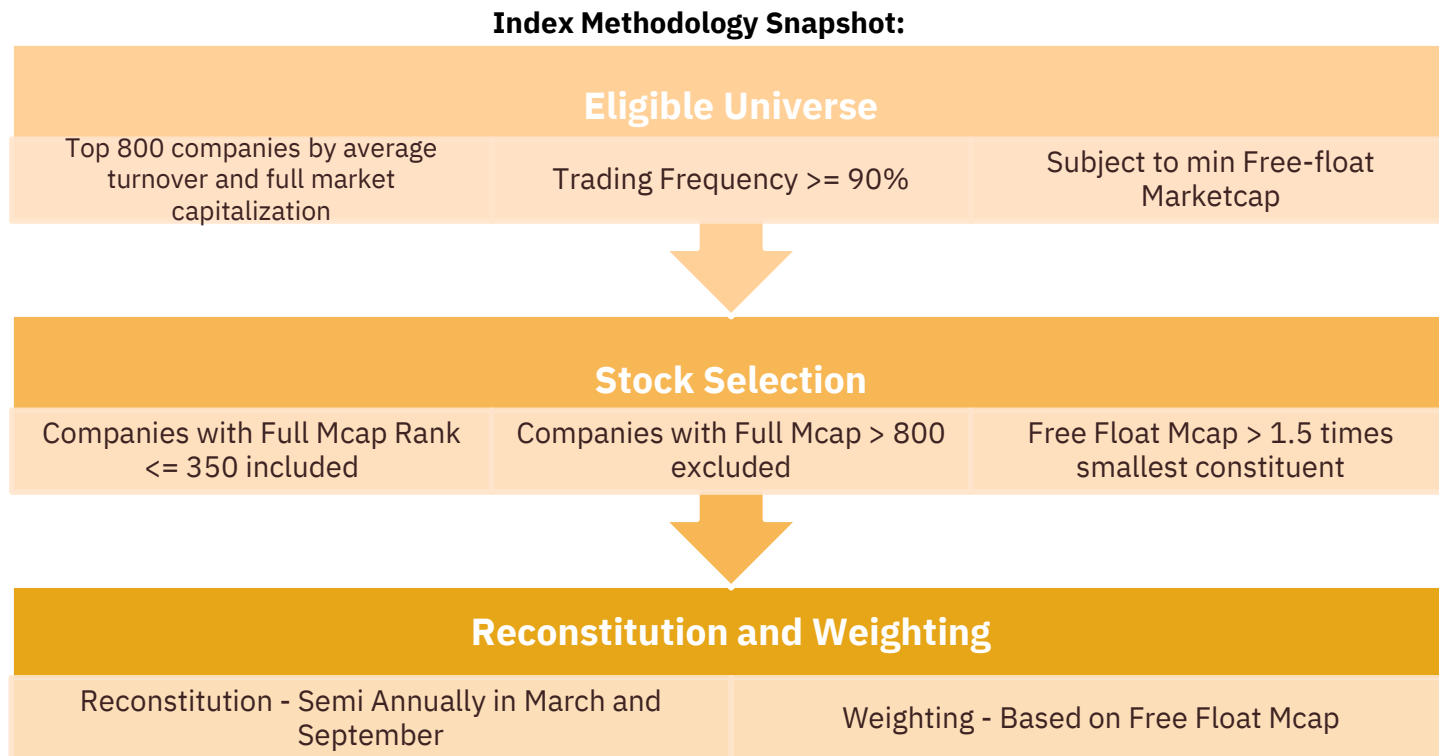 Index Methodology Snapshot:
Eligible Universe
Top 800 companies by average
turnover and full market
capitalization
Trading Frequency >= 90%
Subject to min Free-float
Marketcap
Stock Selection
Companies with Full Mcap Rank
<= 350 included
Companies with Full Mcap > 800
excluded
Free Float Mcap > 1.5 times
smallest constituent
Reconstitution and Weighting
Reconstitution - Semi Annually in March and
September
Weighting - Based on Free Float Mcap